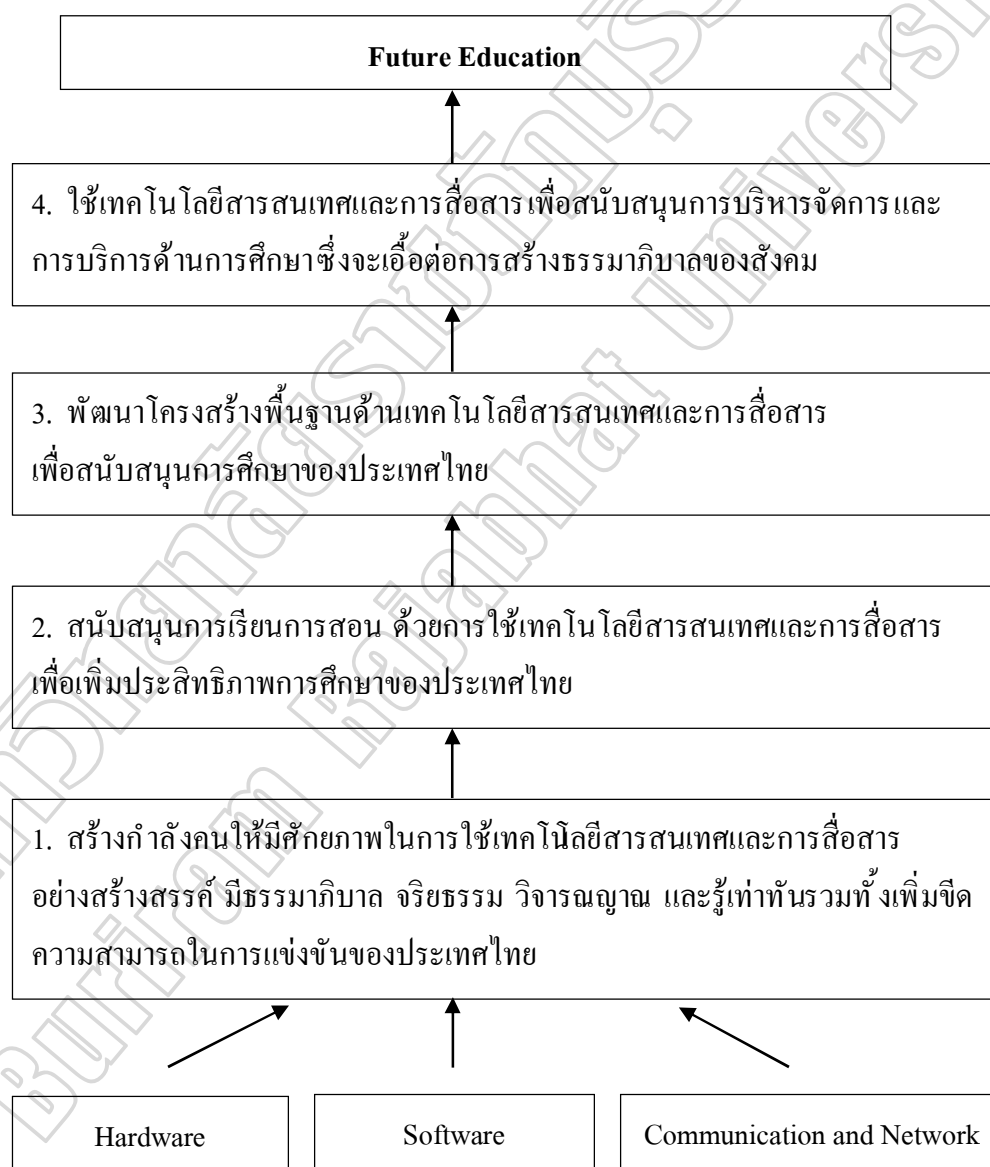 Future Education
4. ใช้เทคโนโลยีสารสนเทศและการสื่อสารเพื่อสนับสนุนการบริหารจัดการและ
การบริการด้านการศึกษาซึ่งจะเอื้อต่อการสร้างธรรมาภิบาลของสังคม
3. พัฒนาโครงสร้างพื้นฐานด้านเทคโนโลยีสารสนเทศและการสื่อสาร
เพื่อสนับสนุนการศึกษาของประเทศไทย
2. สนับสนุนการเรียนการสอน ด้วยการใช้เทคโนโลยีสารสนเทศและการสื่อสาร
เพื่อเพิ่มประสิทธิภาพการศึกษาของประเทศไทย
1. สร้างกำลังคนให้มีศักยภาพในการใช้เทคโนโลยีสารสนเทศและการสื่อสาร
อย่างสร้างสรรค์ มีธรรมาภิบาล จริยธรรม วิจารณญาณ และรู้เท่าทันรวมทั้งเพิ่มขีด
ความสามารถในการแข่งขันของประเทศไทย
Hardware
Software
Communication and Network
Buriram Rajabhat